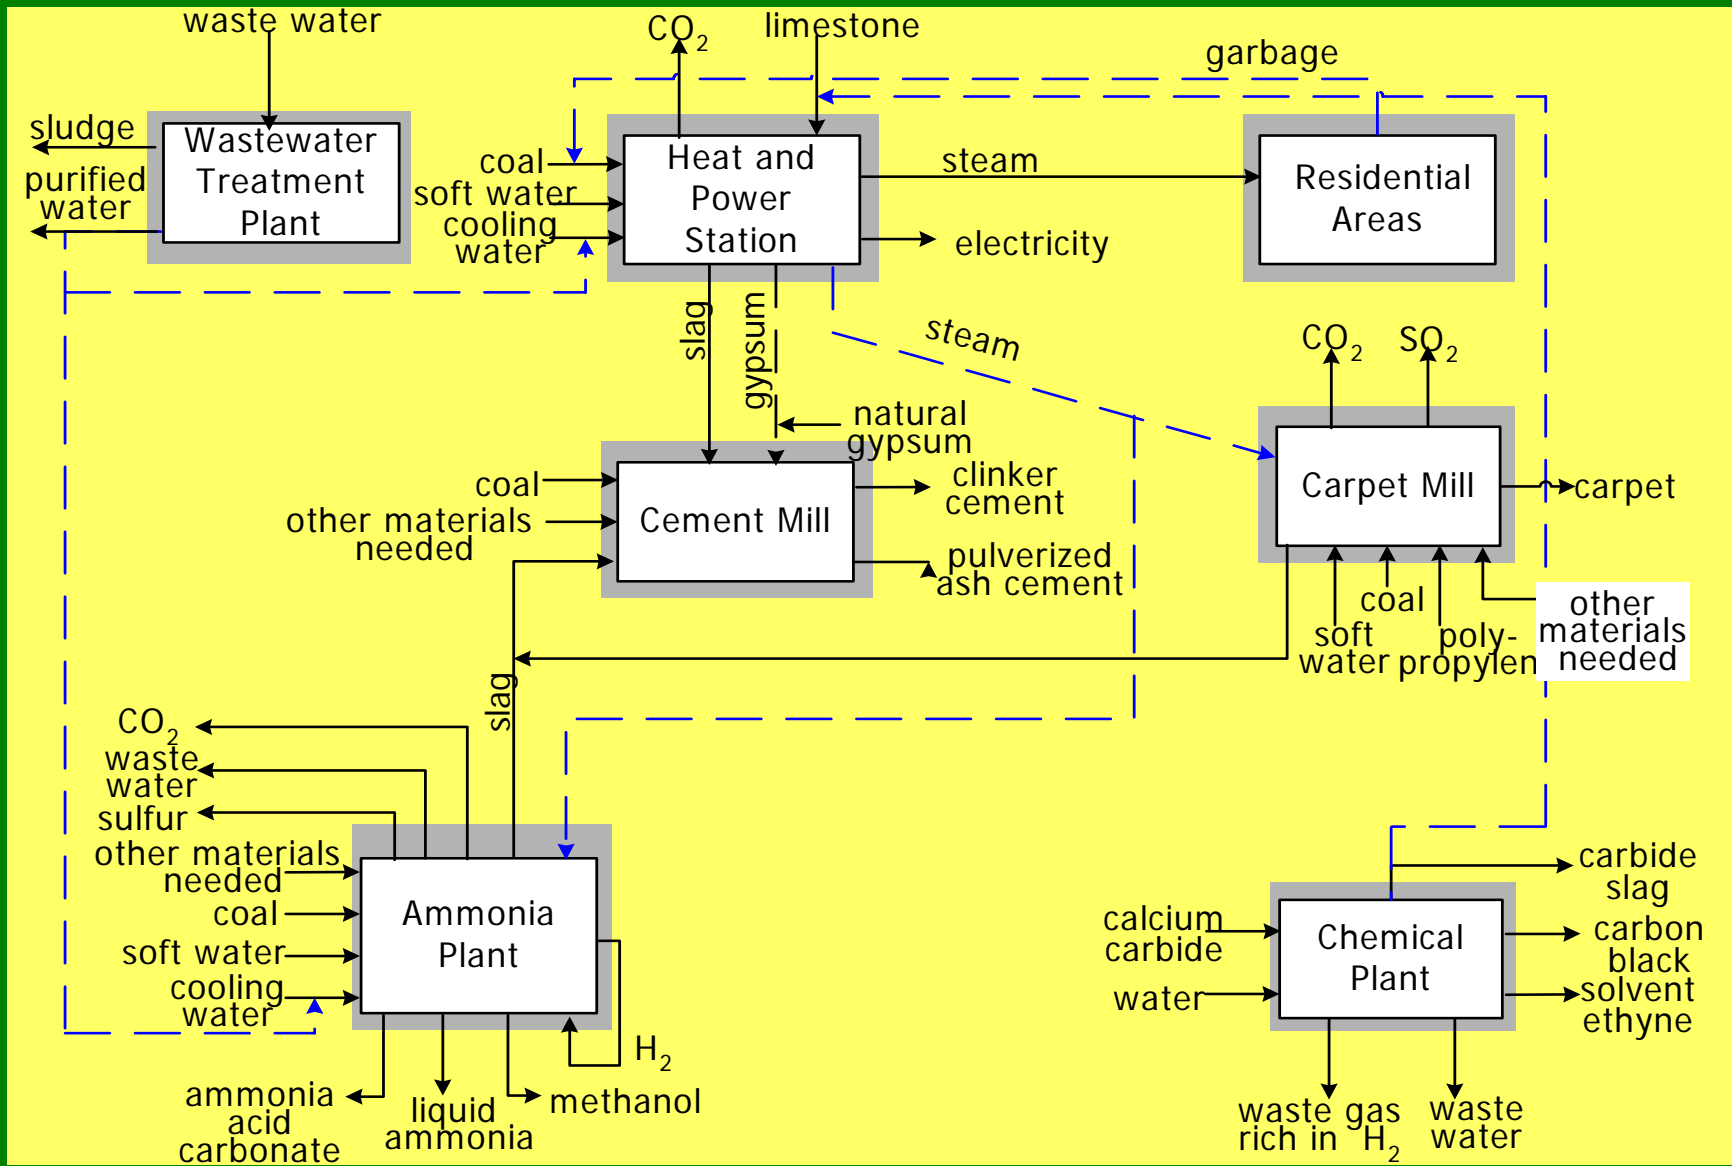 waste water
CO2
limestone
garbage
sludge
purified
water
Wastewater
Treatment
Plant
coal
soft water
cooling
water
Heat and
Power
Station
steam
electricity
Residential
Areas
slag
gypsum
steam
natural
gypsum
CO2
SO2
coal
other materials
needed
Cement Mill
clinker
cement
pulverized
ash cement
Carpet Mill
carpet
soft
water
coal
poly-
propylen
other
materials
needed
slag
CO2
waste
water
sulfur
other materials
needed
coal
soft water
cooling
water
Ammonia
Plant
H2
ammonia
acid
carbonate
liquid
ammonia
methanol
calcium
carbide
water
Chemical
Plant
carbide
slag
carbon
black
solvent
ethyne
waste gas
rich in H2
waste
water